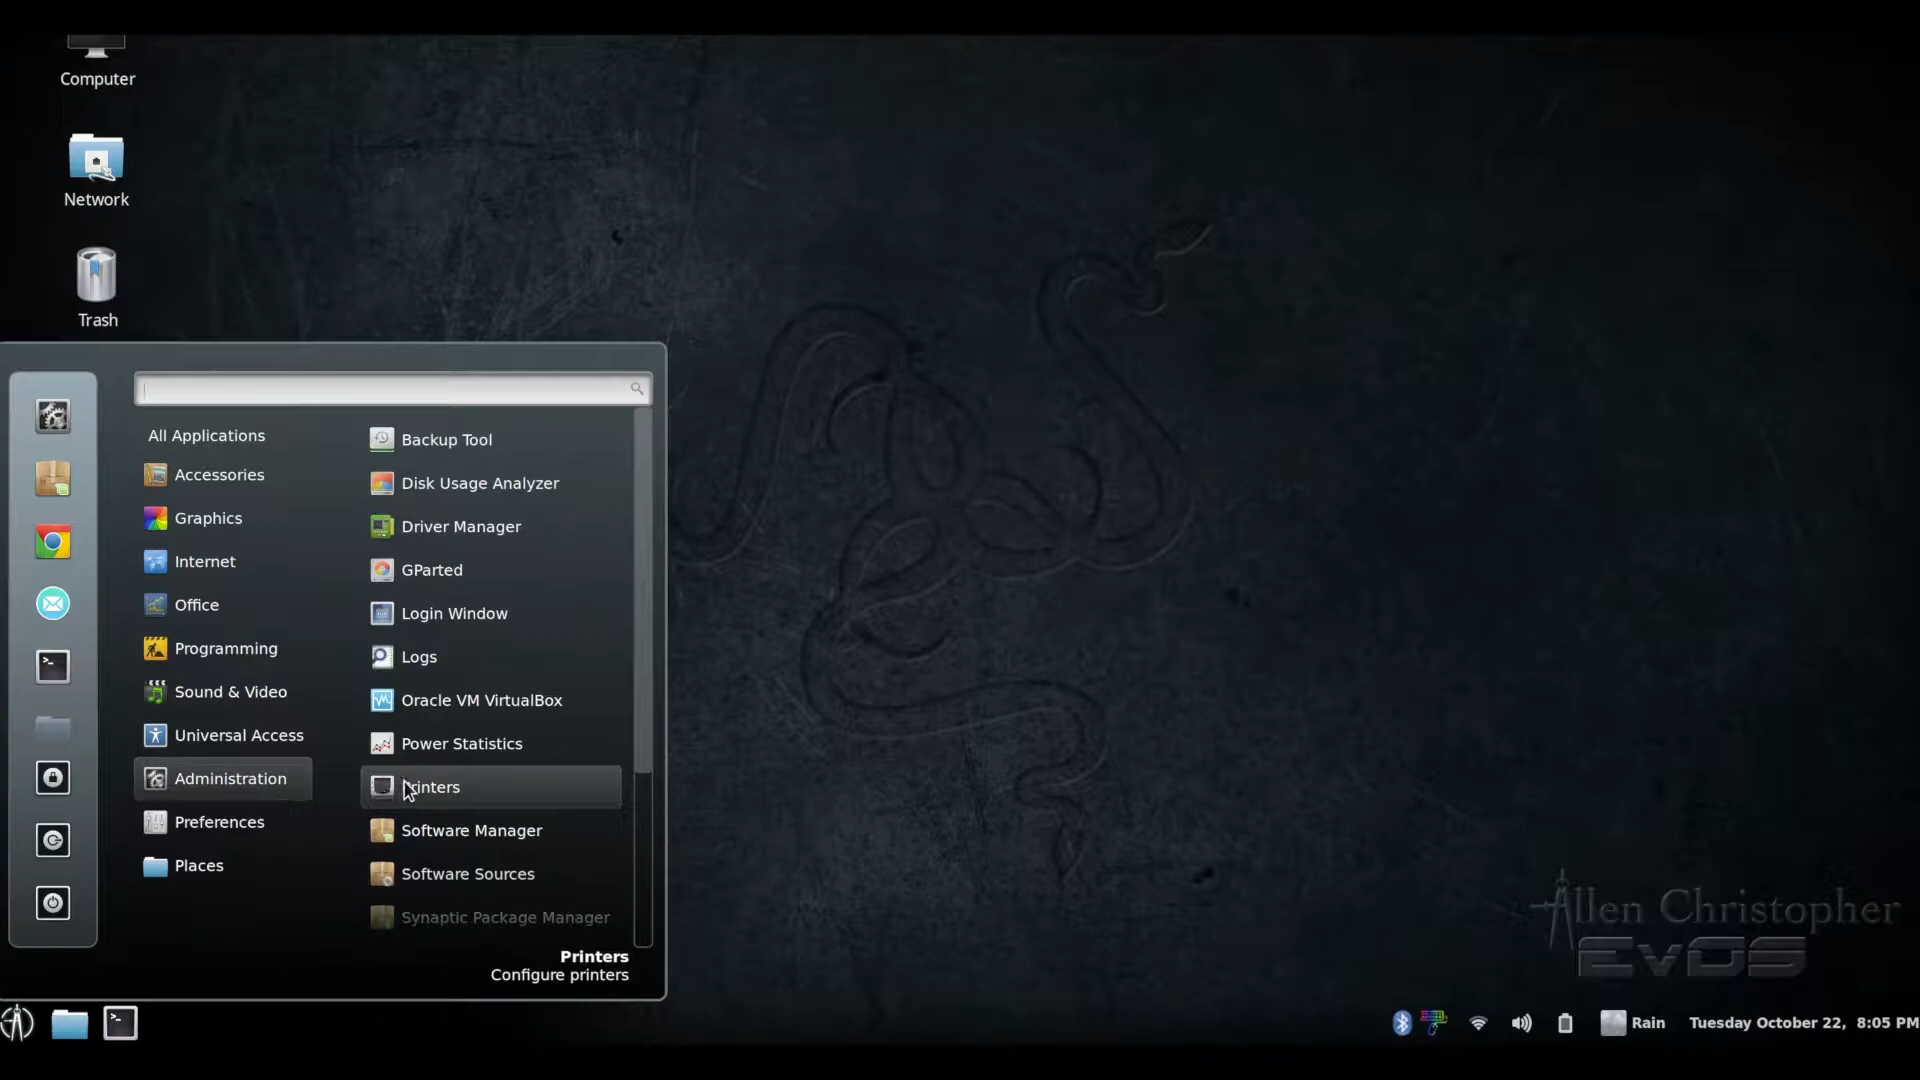 Computer
Network
Trash
All Applications
Accessories
Graphics
Internet
Office
Programming
Sound & Video
Universal Access
Administration
Preferences
Places
Backup Tool
Disk Usage Analyzer
Driver Manager
GParted
Login Window
Logs
Oracle VM VirtualBox
Power Statistics
Printers
Software Manager
Software Sources
Synaptic Package Manager
Printers
Configure printers
Allen Christopher
EVOS
Rain
Tuesday October 22, 8:05 PM